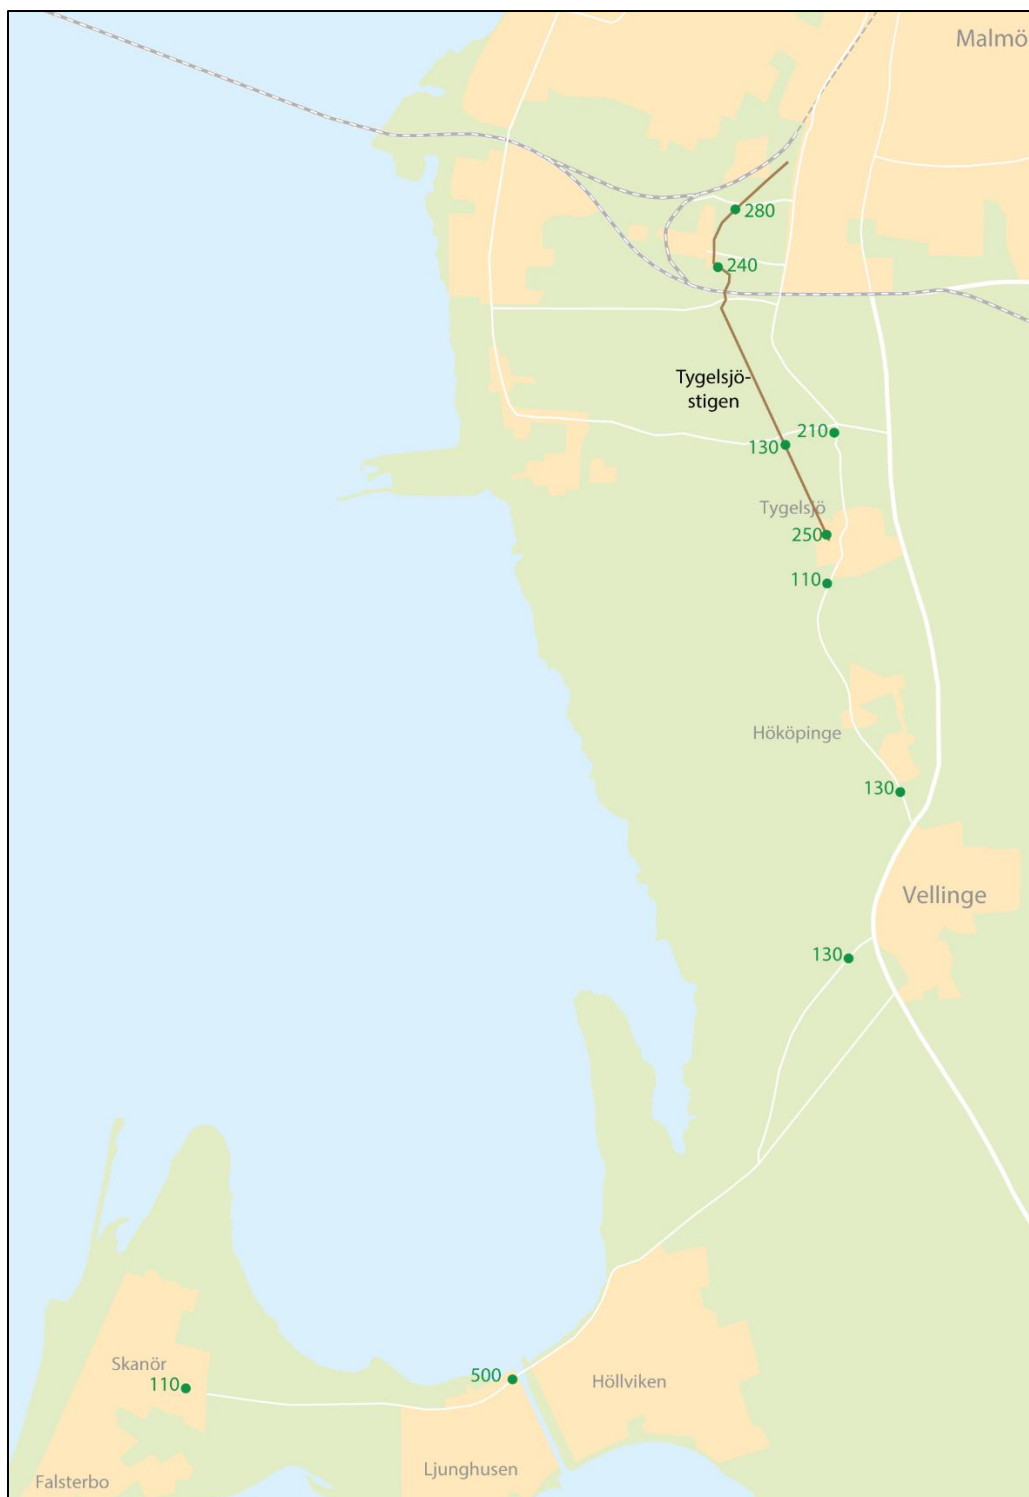 Malmö
280
240
Tygelsjö-
stigen
210
130
Tygelsjö
250
110
Hököpinge
130
Vellinge
130
Skanör
110
500
Höllviken
Ljunghusen
Falsterbo